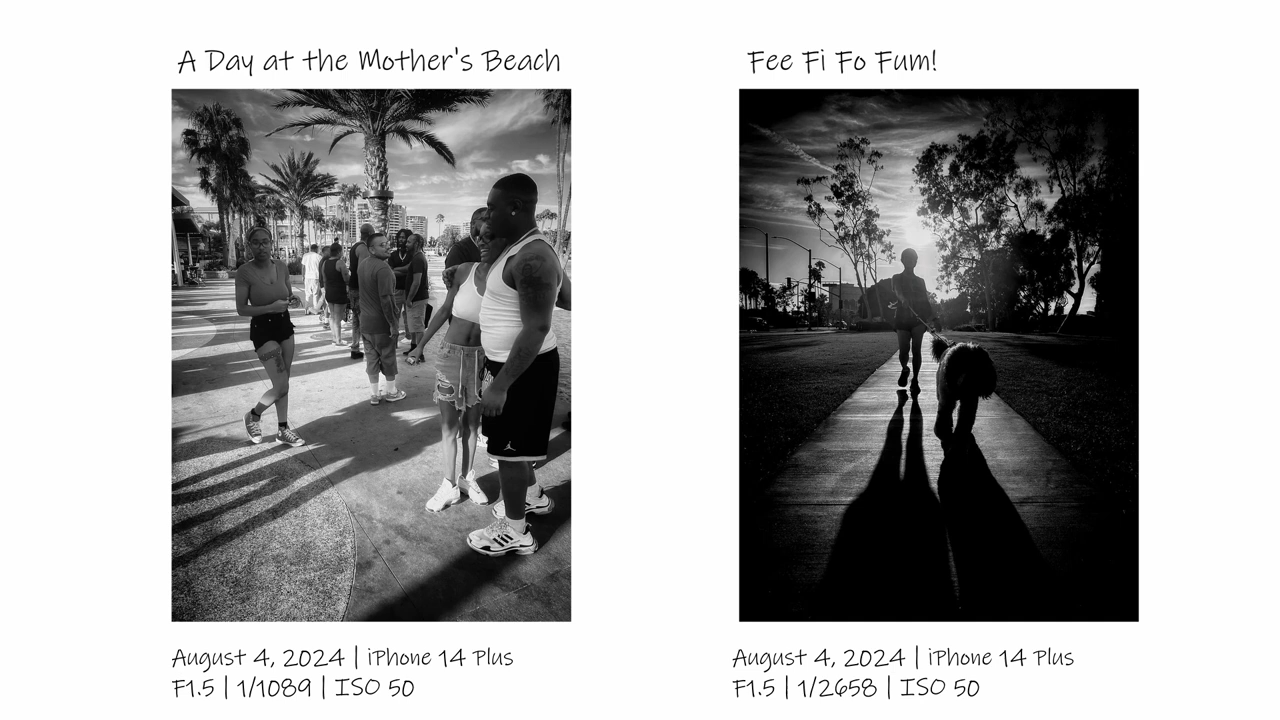 A Day at the Mother's Beach
Fee Fi Fo Fum!
August 4, 2024 | iPhone 14 Plus
F1.5 | 1/1089 | ISO 50
August 4, 2024 | iPhone 14 Plus
F1.5 | 1/2658 | ISO 50